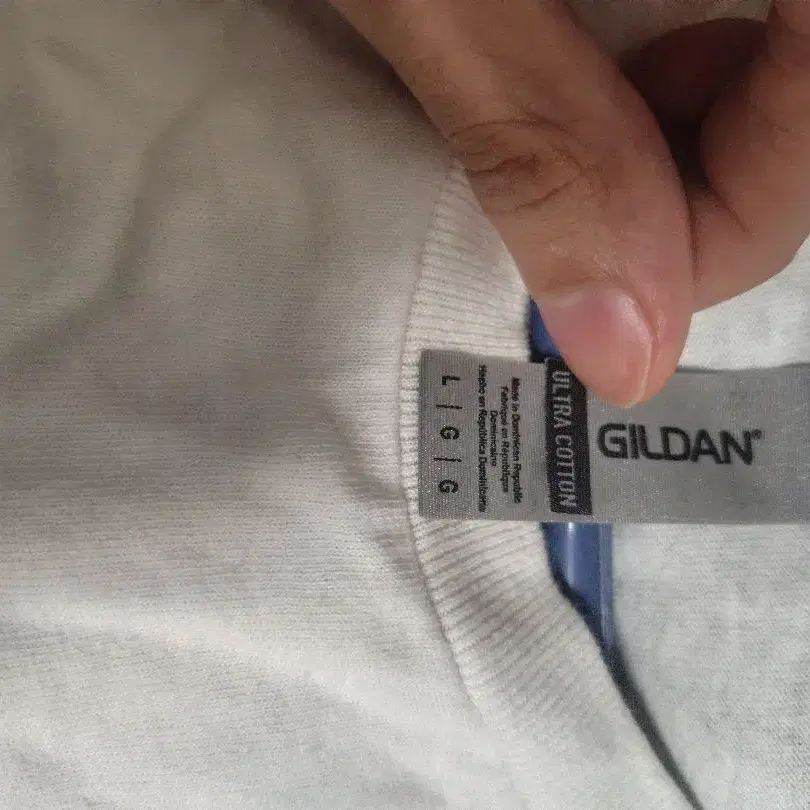 GILDAN®
ULTRA COTTON
Made in Dominican Republic
Fabriqué en République
Dominicaine
Hecho en República Dominicana
L | G | G